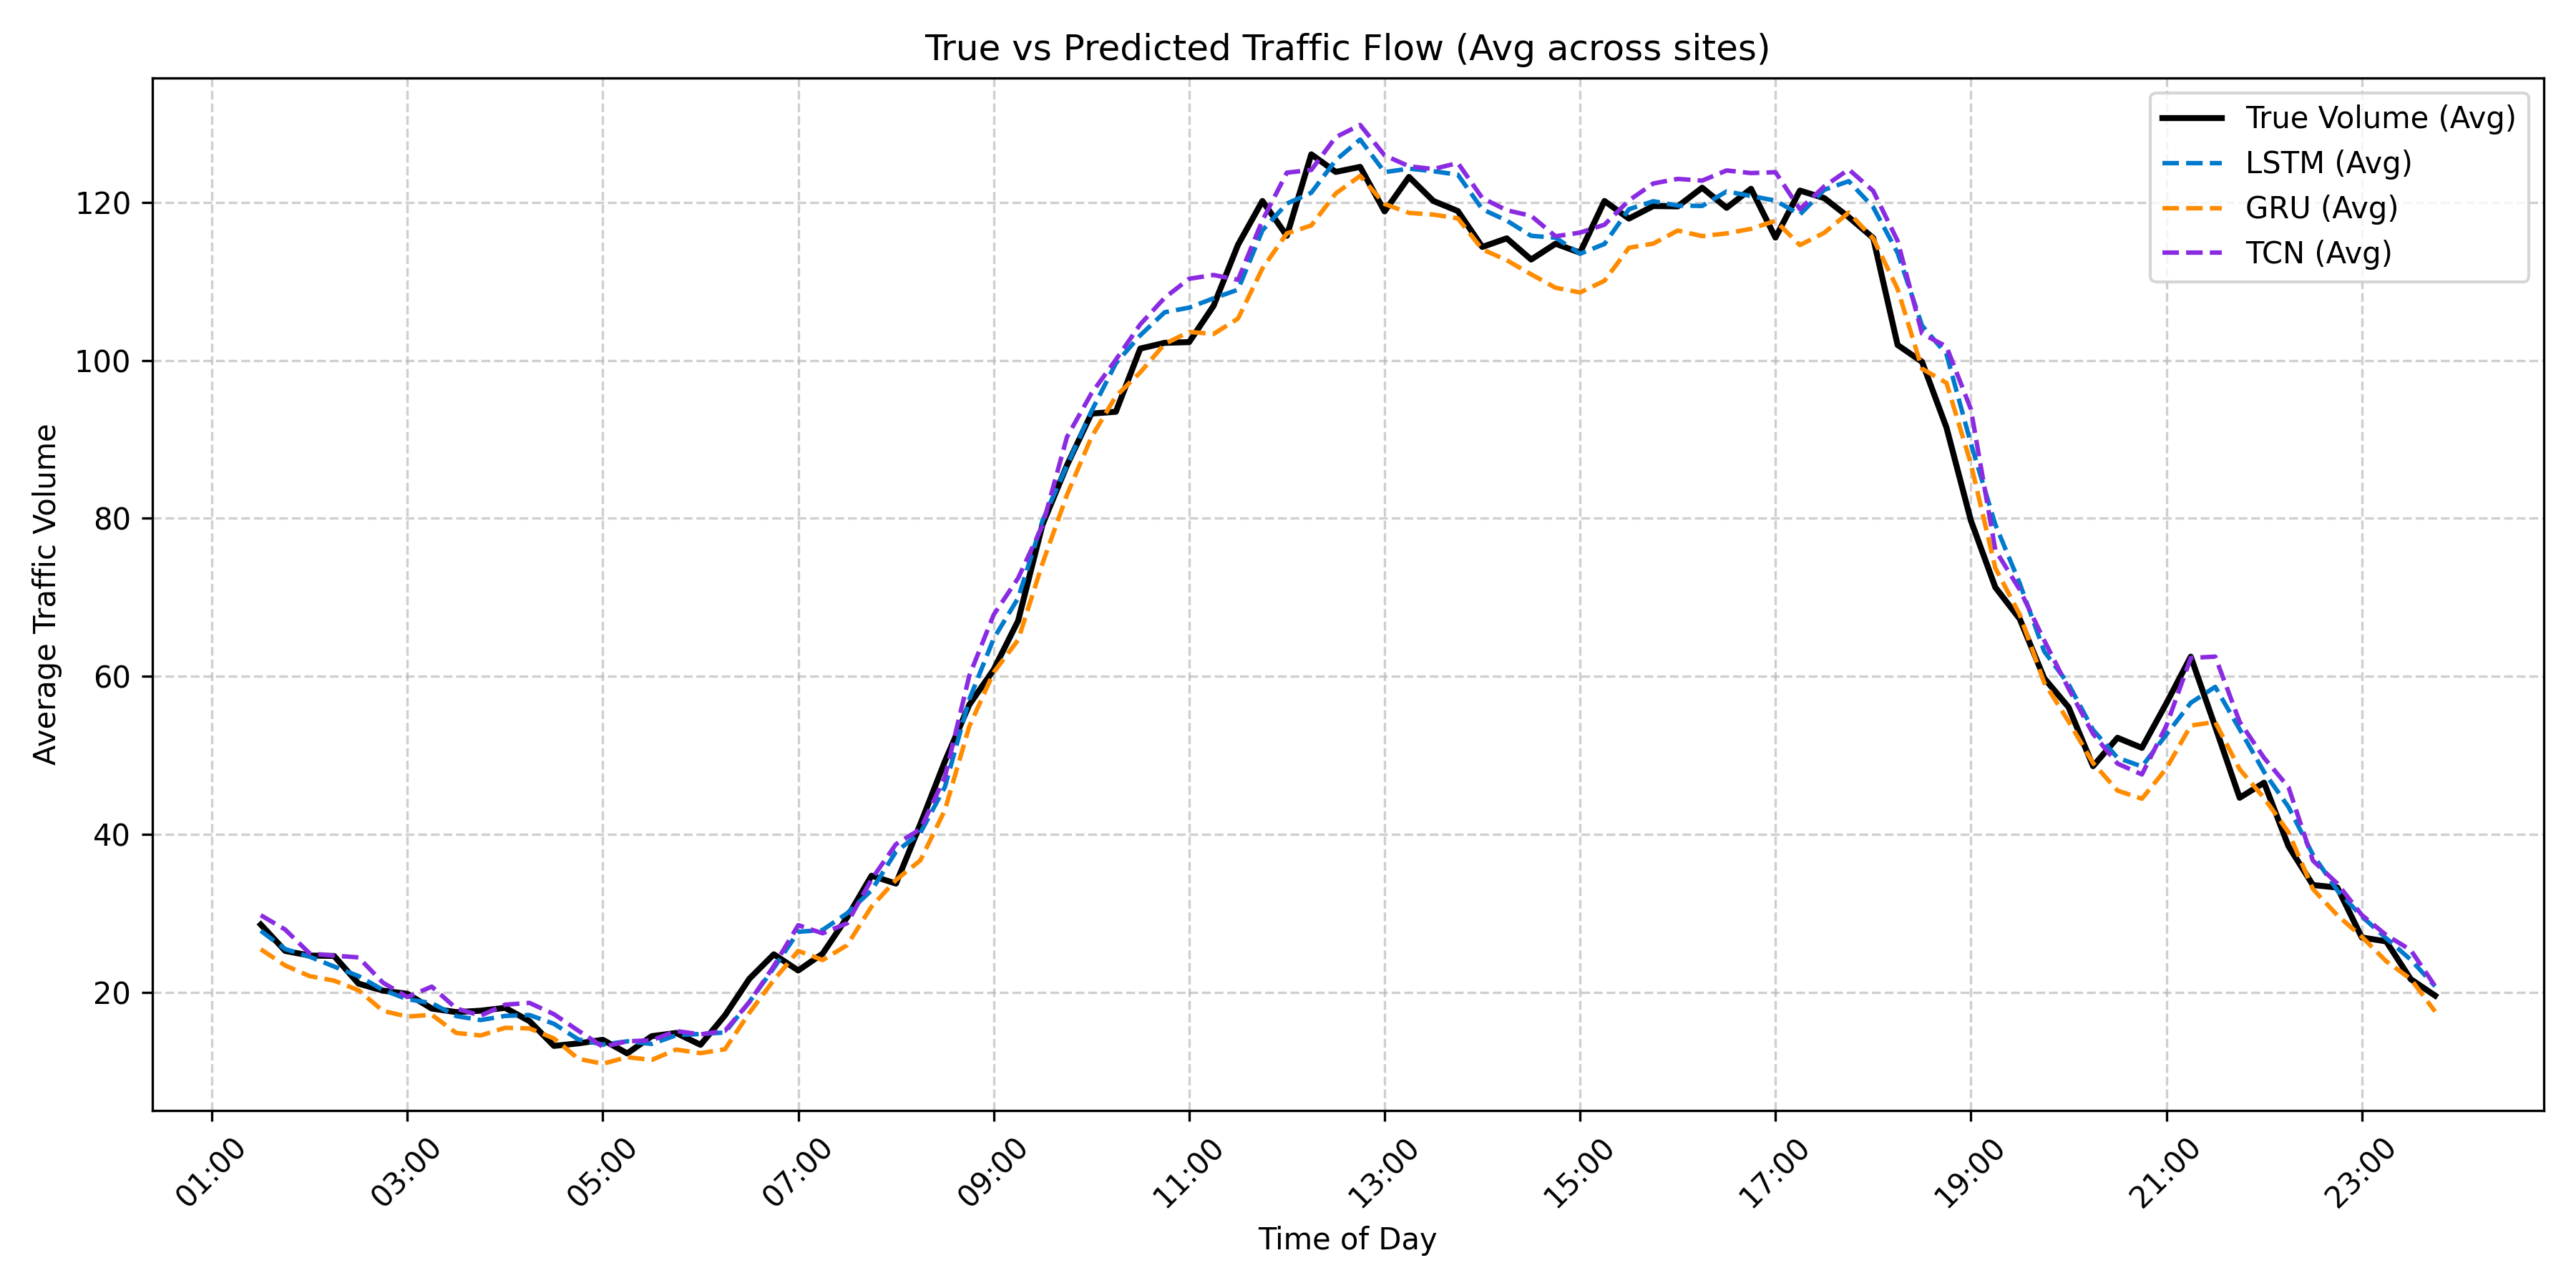 True vs Predicted Traffic Flow (Avg across sites)
True Volume (Avg)
LSTM (Avg)
GRU (Avg)
TCN (Avg)
Average Traffic Volume
120
100
80
60
40
20
01:00
03:00
05:00
07:00
09:00
11:00
13:00
15:00
17:00
19:00
21:00
23:00
Time of Day